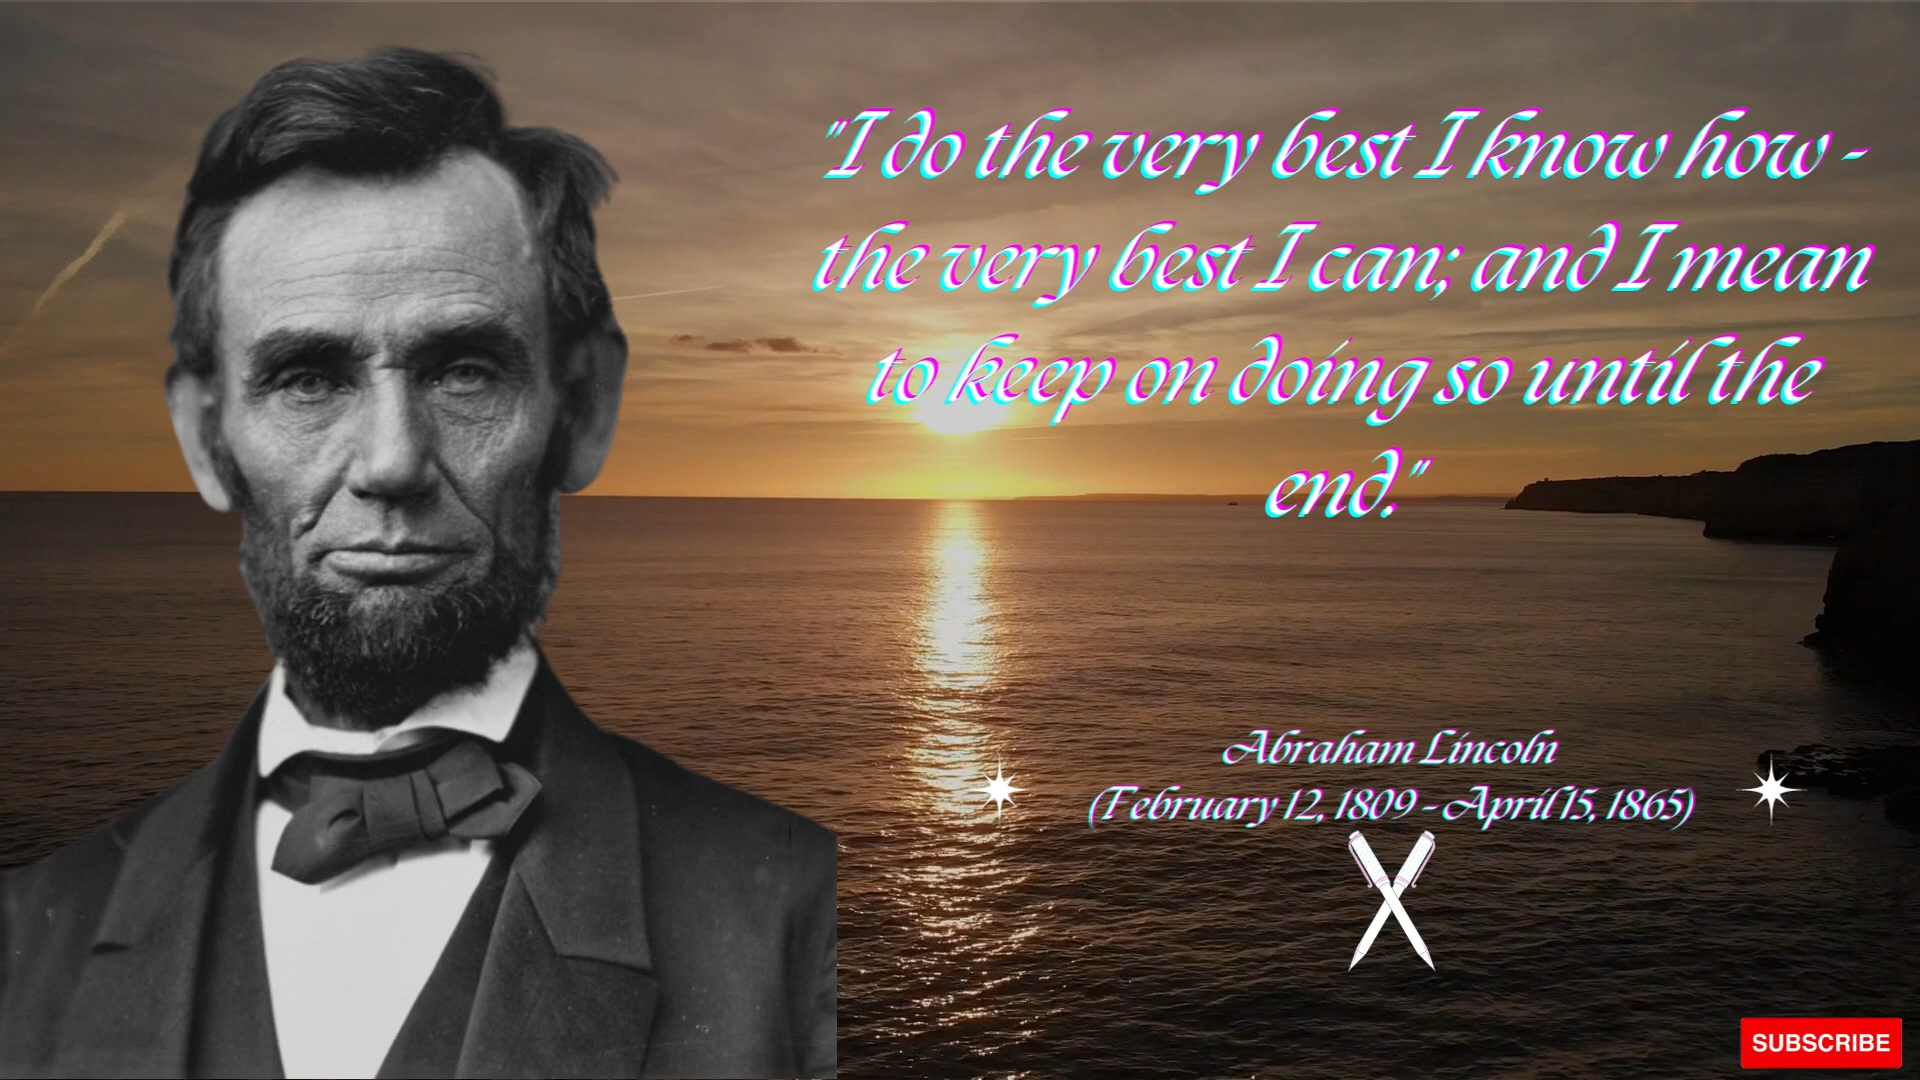 "I do the very best I know how -
the very best I can; and I mean
to keep on doing so until the
end."
Abraham Lincoln
(February 12, 1809 - April 15, 1865)
SUBSCRIBE